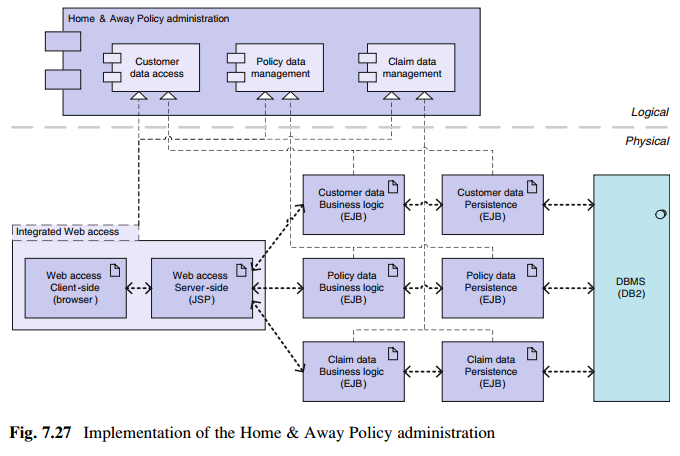 Home & Away Policy administration
Customer
data access
Policy data
management
Claim data
management
Logical
Physical
Customer data
Business logic
(EJB)
Customer data
Persistence
(EJB)
Integrated Web access
Web access
Client-side
(browser)
Web access
Server-side
(JSP)
Policy data
Business logic
(EJB)
Policy data
Persistence
(EJB)
DBMS
(DB2)
Claim data
Business logic
(EJB)
Claim data
Persistence
(EJB)
Fig. 7.27 Implementation of the Home & Away Policy administration